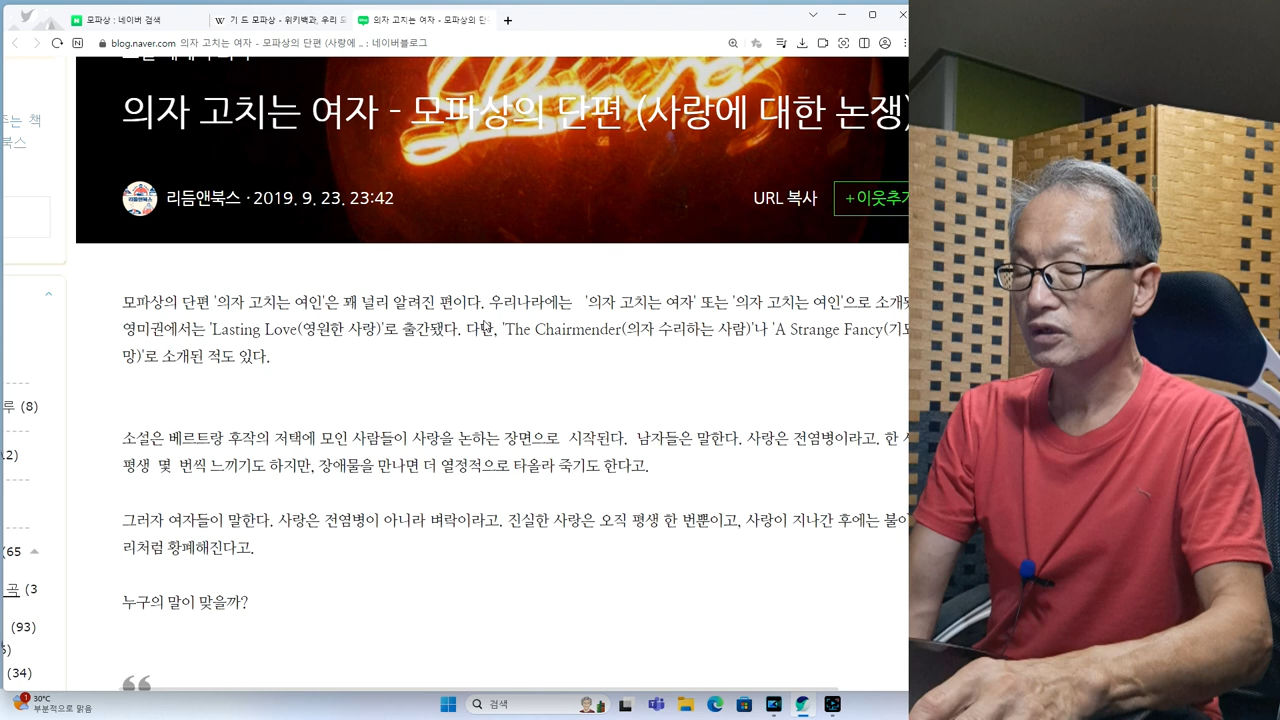 모파상 : 네이버 검색
기 드 모파상 - 위키백과, 우리 모
의자 고치는 여자 - 모파상의 단
blog.naver.com 의자 고치는 여자 - 모파상의 단편 (사랑에 .. : 네이버블로그
의자 고치는 여자 - 모파상의 단편 (사랑에 대한 논쟁)
리듬앤북스 · 2019. 9. 23. 23:42
URL 복사
+이웃추가
주는 책
북스
모파상의 단편 '의자 고치는 여인'은 꽤 널리 알려진 편이다. 우리나라에는 '의자 고치는 여자' 또는 '의자 고치는 여인'으로
영미권에서는 'Lasting Love(영원한 사랑)'로 출간됐다. 다만, 'The Chairmender(의자 수리하는 사람)'나 'A Strange Fancy(기묘
망)'로 소개된 적도 있다.
루 (8)
소설은 베르트랑 후작의 저택에 모인 사람들이 사랑을 논하는 장면으로 시작된다. 남자들은 말한다. 사랑은 전염병이라고. 한
평생 몇 번씩 느끼기도 하지만, 장애물을 만나면 더 열정적으로 타올라 죽기도 한다고.
그러자 여자들이 말한다. 사랑은 전염병이 아니라 벼락이라고. 진실한 사랑은 오직 평생 한 번뿐이고, 사랑이 지나간 후에는
리처럼 황폐해진다고.
(65
곡 (3
누구의 말이 맞을까?
(93)
(34)
30°C
부분적으로 맑음
검색